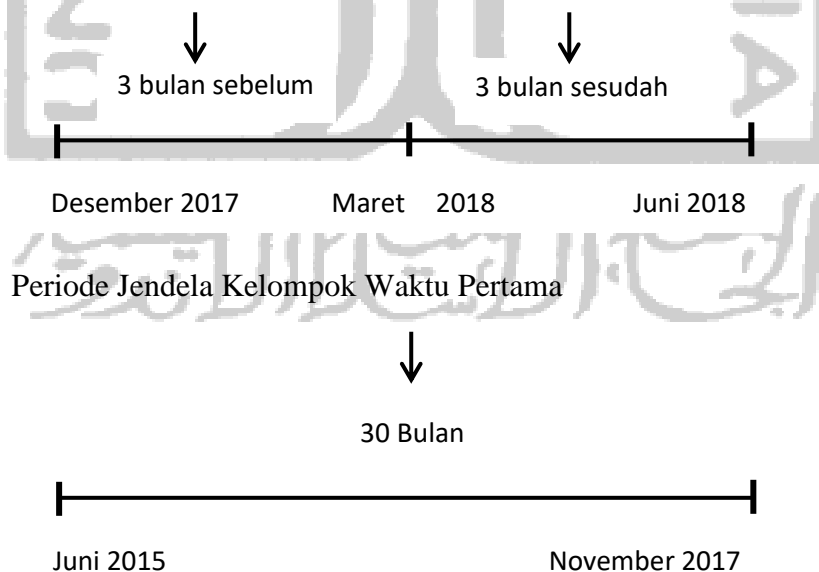 3 bulan sebelum 3 bulan sesudah
Desember 2017 Maret 2018 Juni 2018
Periode Jendela Kelompok Waktu Pertama
30 Bulan
Juni 2015 November 2017